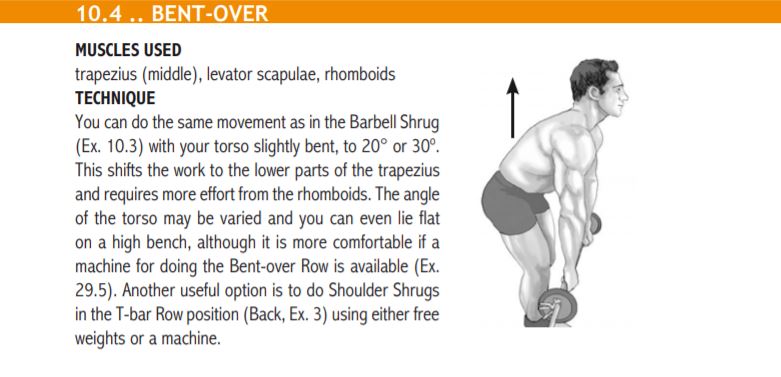 10.4 .. BENT-OVER
MUSCLES USED
trapezius (middle), levator scapulae, rhomboids
TECHNIQUE
You can do the same movement as in the Barbell Shrug
(Ex. 10.3) with your torso slightly bent, to 20° or 30°.
This shifts the work to the lower parts of the trapezius
and requires more effort from the rhomboids. The angle
of the torso may be varied and you can even lie flat
on a high bench, although it is more comfortable if a
machine for doing the Bent-over Row is available (Ex.
29.5). Another useful option is to do Shoulder Shrugs
in the T-bar Row position (Back, Ex. 3) using either free
weights or a machine.